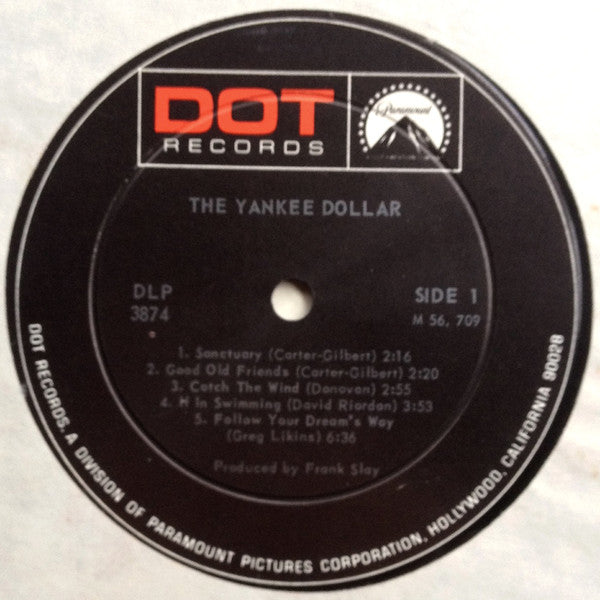 DOT
RECORDS
Paramount
THE YANKEE DOLLAR
DLP
3874
SIDE 1
M 56, 709
1. Sanctuary (Carter-Gilbert) 2:16
2. Good Old Friends (Carter-Gilbert) 2:20
3. Catch The Wind (Donovan) 2:55
4. H In Swimming (David Riordan) 3:53
5. Follow Your Dream's Way
(Greg Likins) 6:36
Produced by Frank Slay
DOT RECORDS, A DIVISION OF PARAMOUNT PICTURES CORPORATION, HOLLYWOOD, CALIFORNIA 90028